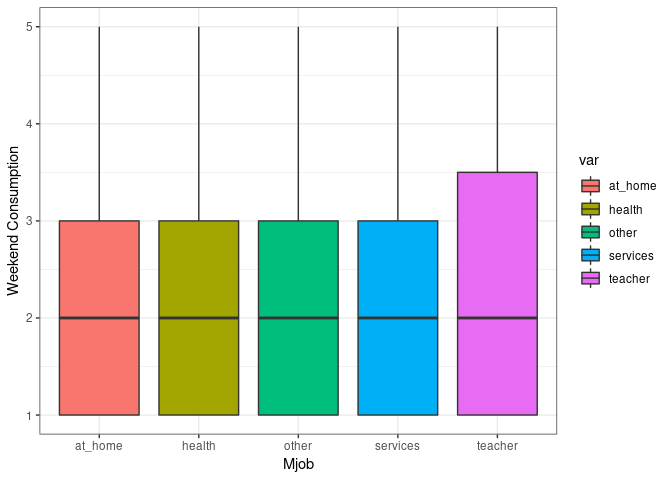 5
4
3
2
1
Weekend Consumption
at_home health other services teacher
Mjob
var
at_home
health
other
services
teacher